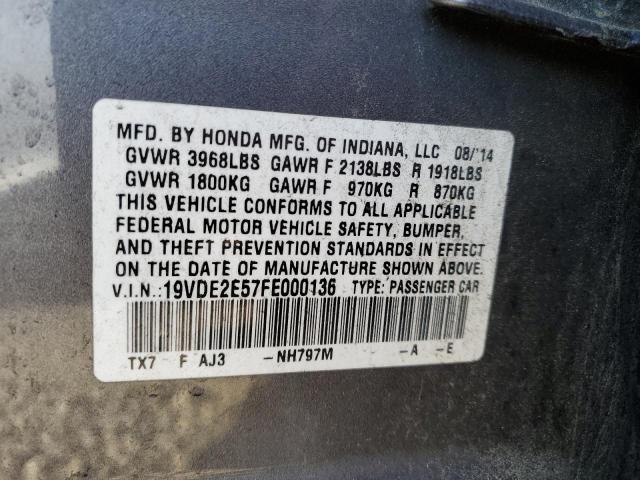 MFD. BY HONDA MFG. OF INDIANA, LLC 08/'14
GVWR 3968LBS GAWR F 2138LBS R 1918LBS
GVWR 1800KG GAWR F 970KG R 870KG
THIS VEHICLE CONFORMS TO ALL APPLICABLE
FEDERAL MOTOR VEHICLE SAFETY, BUMPER,
AND THEFT PREVENTION STANDARDS IN EFFECT
ON THE DATE OF MANUFACTURE SHOWN ABOVE.
V.I.N.:19VDE2E57FE000136 TYPE: PASSENGER CAR
TX7 F AJ3 -NH797M -A -E